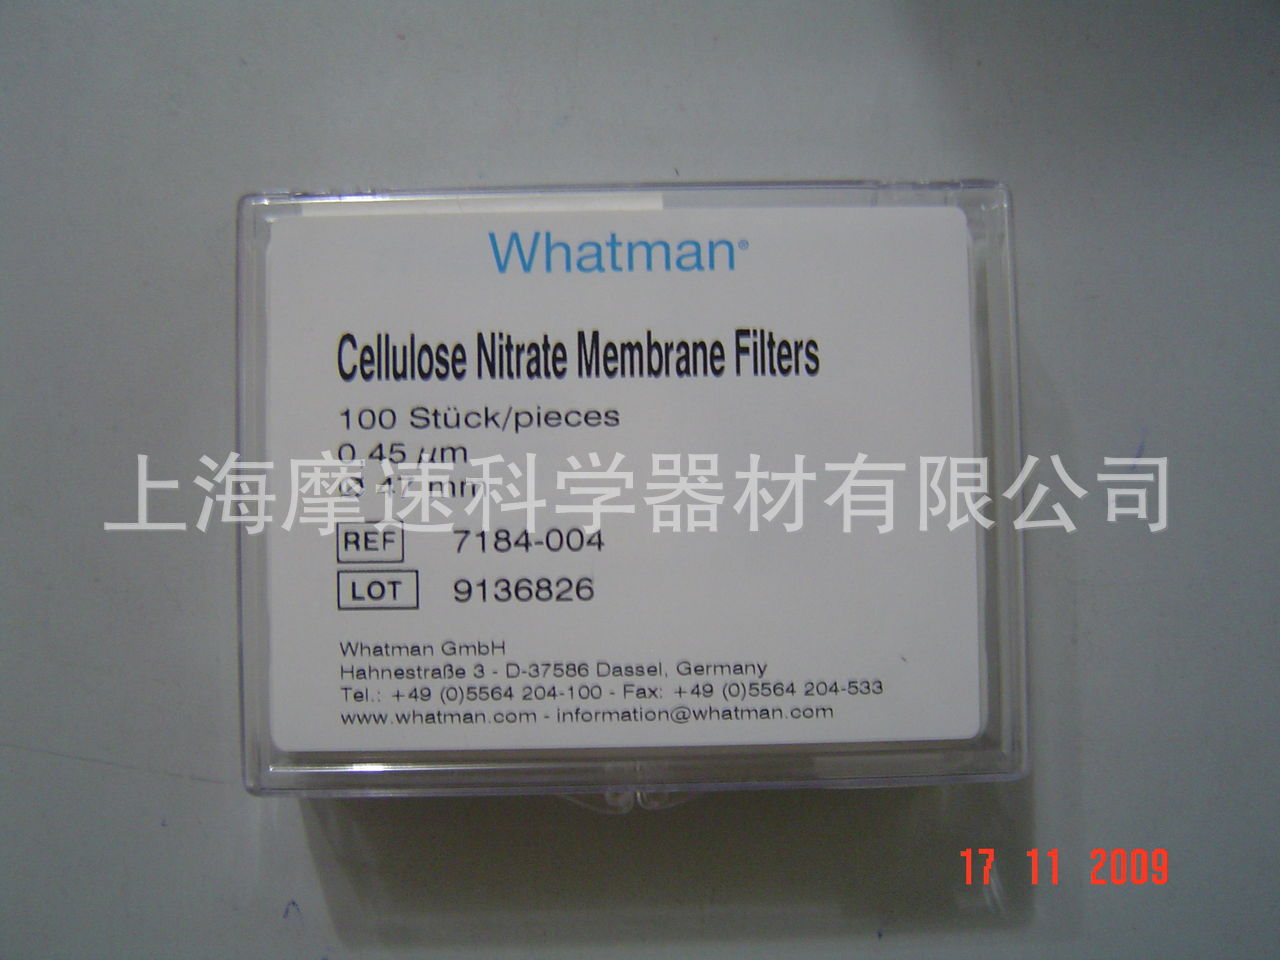 Whatman®
Cellulose Nitrate Membrane Filters
100 Stück/pieces
0,45 µm
Ø 47 mm
上海摩速科学器材有限公司
REF 7184-004
LOT 9136826
Whatman GmbH
Hahnestraße 3 - D-37586 Dassel, Germany
Tel.: +49 (0)5564 204-100 - Fax: +49 (0)5564 204-533
www.whatman.com - information@whatman.com
17 11 2009